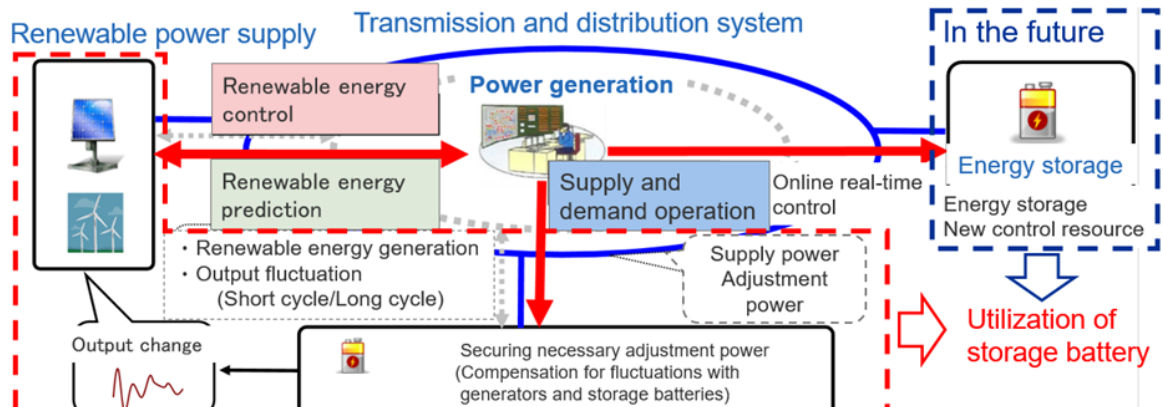 Renewable power supply
Transmission and distribution system
In the future
Renewable energy
control
Power generation
Renewable energy
prediction
Supply and
demand operation
Online real-time
control
Energy storage
Energy storage
New control resource
・Renewable energy generation
・Output fluctuation
(Short cycle/Long cycle)
Supply power
Adjustment
power
Utilization of
storage battery
Output change
Securing necessary adjustment power
(Compensation for fluctuations with
generators and storage batteries)